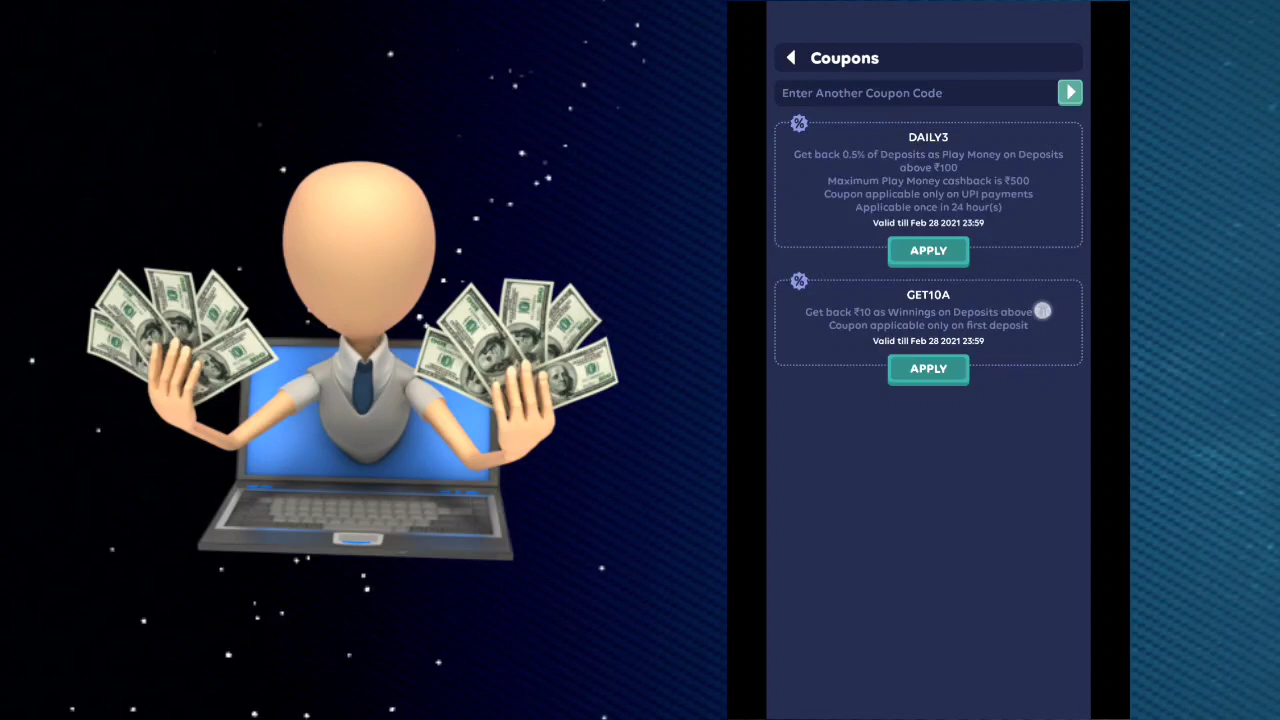 Coupons
Enter Another Coupon Code
DAILY3
Get back 0.5% of Deposits as Play Money on Deposits
above ₹100
Maximum Play Money cashback is ₹500
Coupon applicable only on UPI payments
Applicable once in 24 hour(s)
Valid till Feb 28 2021 23:59
APPLY
GET10A
Get back ₹10 as Winnings on Deposits above
Coupon applicable only on first deposit
Valid till Feb 28 2021 23:59
APPLY